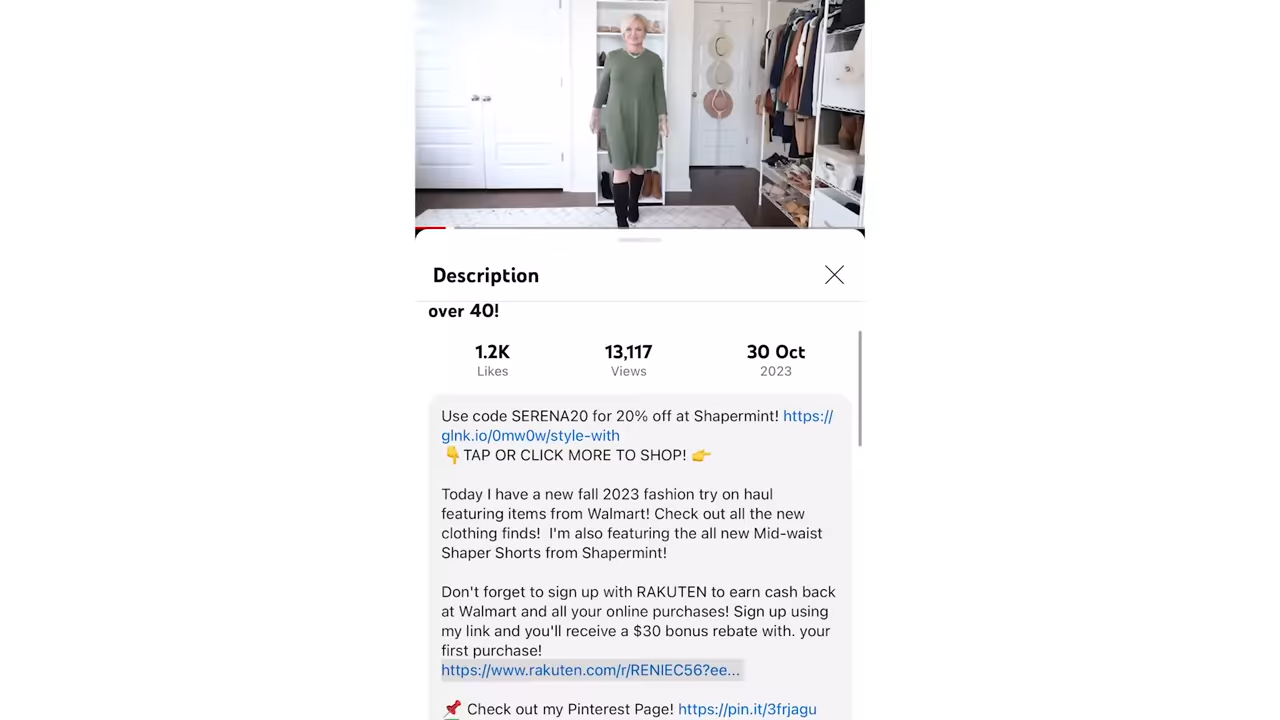 Description
over 40!
1.2K 13,117 30 Oct
Likes Views 2023
Use code SERENA20 for 20% off at Shapermint! https://
glnk.io/0mw0w/style-with
👇TAP OR CLICK MORE TO SHOP! 👉
Today I have a new fall 2023 fashion try on haul
featuring items from Walmart! Check out all the new
clothing finds!  I'm also featuring the all new Mid-waist
Shaper Shorts from Shapermint!
Don't forget to sign up with RAKUTEN to earn cash back
at Walmart and all your online purchases! Sign up using
my link and you'll receive a $30 bonus rebate with. your
first purchase!
https://www.rakuten.com/r/RENIEC56?ee...
📌 Check out my Pinterest Page! https://pin.it/3frjagu